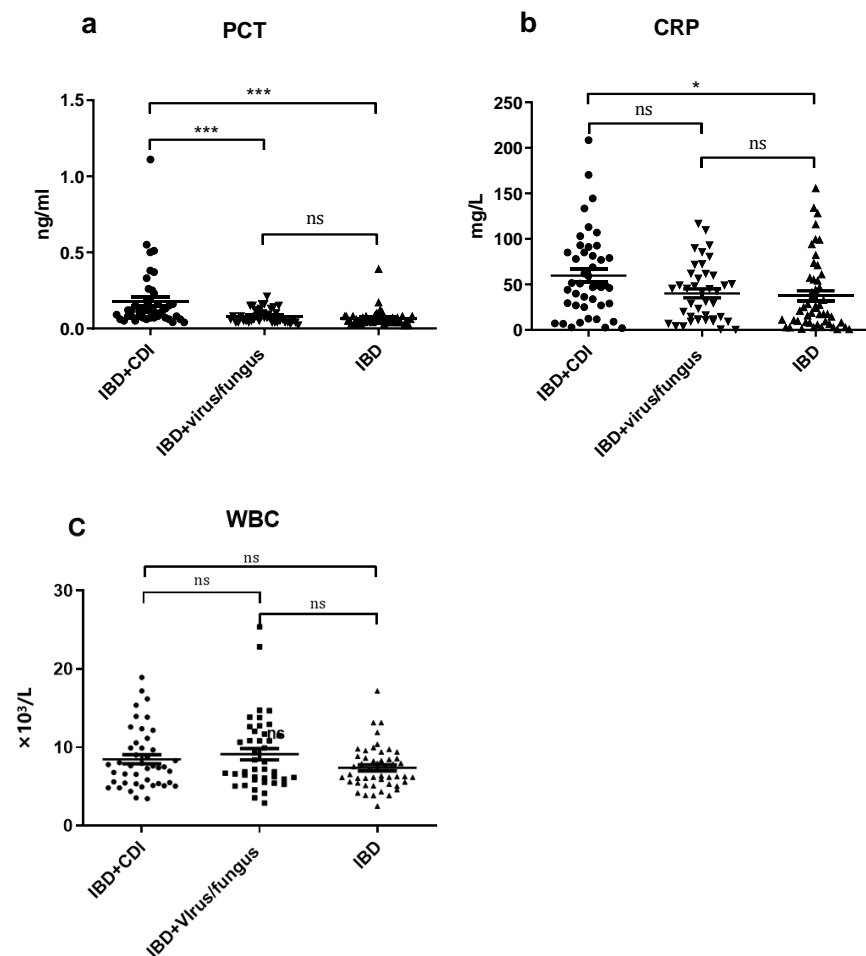 a
PCT
***
***
ns
1.5
1.0
0.5
0.0
ng/ml
IBD+CDI
IBD+virus/fungus
IBD
b
CRP
*
ns
ns
250
200
150
100
50
0
mg/L
IBD+CDI
IBD+virus/fungus
IBD
C
WBC
ns
ns
ns
ns
30
20
10
0
×10³/L
IBD+CDI
IBD+VIrus/fungus
IBD